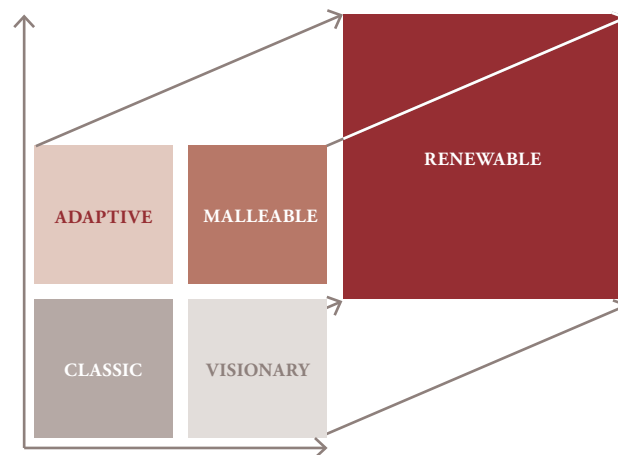 RENEWABLE
ADAPTIVE
MALLEABLE
CLASSIC
VISIONARY